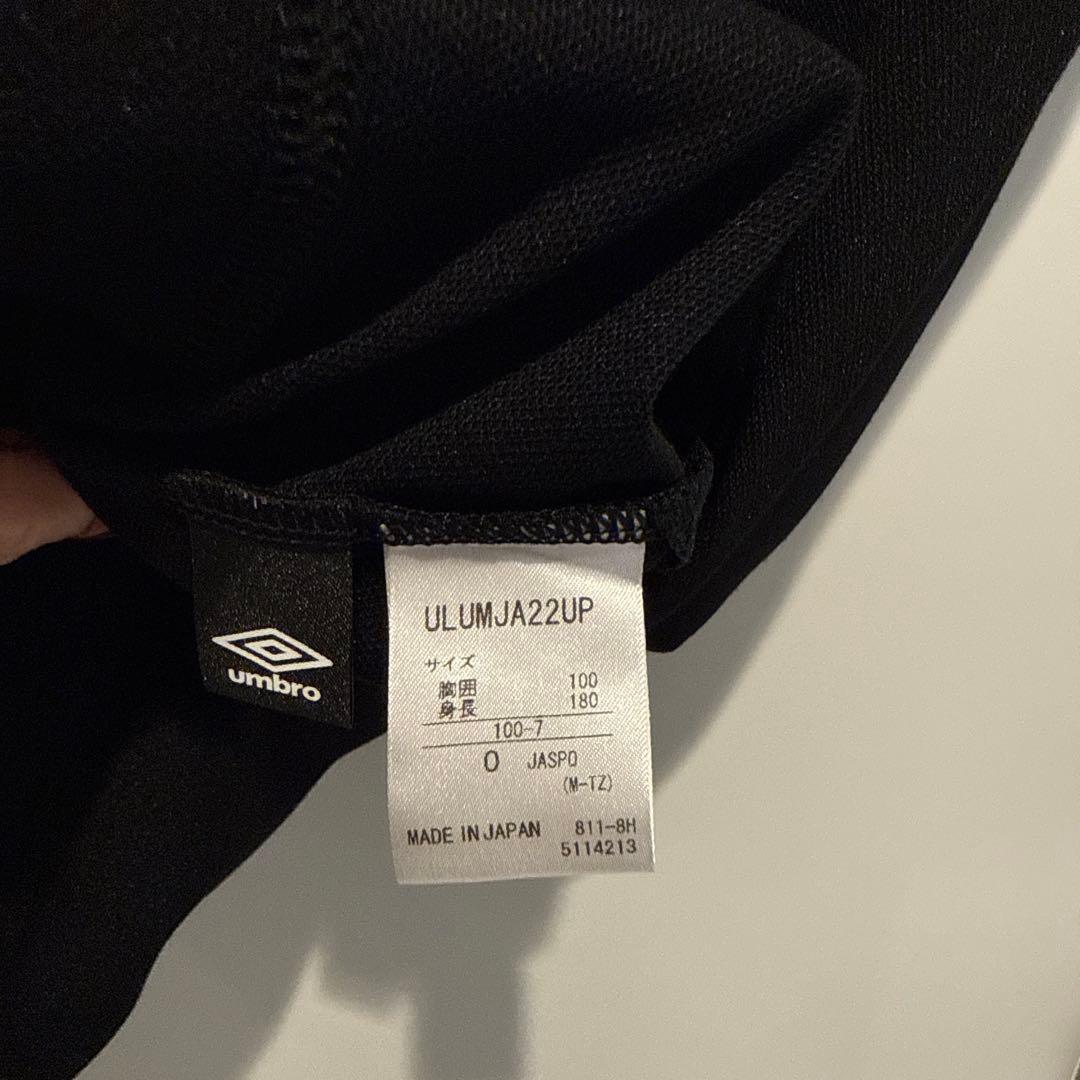 umbro
ULUMJA22UP
サイズ
胸囲 100
身長 180
100-7
O JASPO
(M-TZ)
MADE IN JAPAN 811-8H
5114213